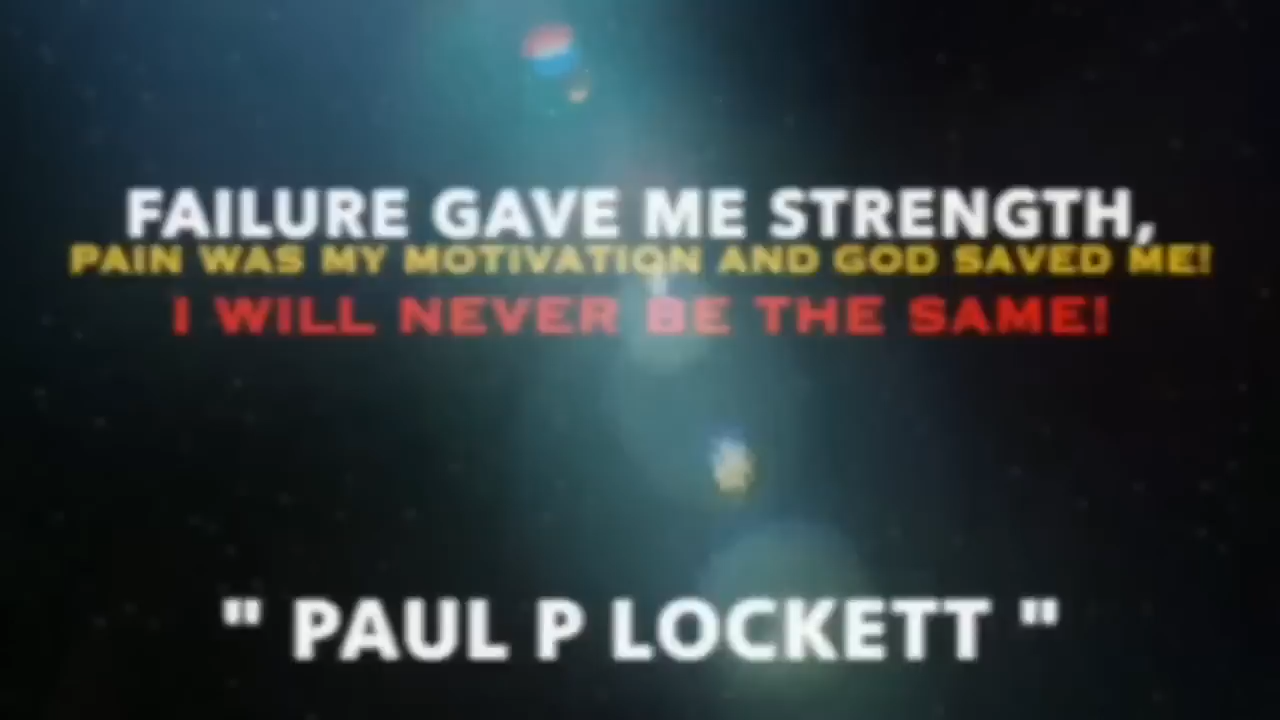 FAILURE GAVE ME STRENGTH,
PAIN WAS MY MOTIVATION AND GOD SAVED ME!
I WILL NEVER BE THE SAME!
" PAUL P LOCKETT "